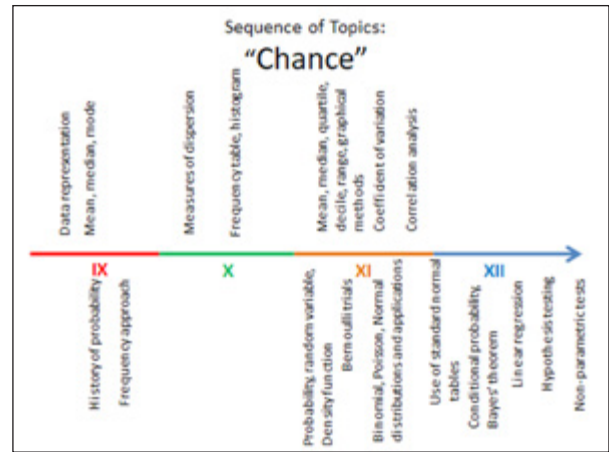 Sequence of Topics:
“Chance”
Data representation
Mean, median, mode
Measures of dispersion
Frequency table, histogram
Mean, median, quartile,
decile, range, graphical
methods
Coefficient of variation
Correlation analysis
IX
X
XI
XII
History of probability
Frequency approach
Probability, random variable,
Density function
Bernoulli trials
Binomial, Poisson, Normal
distributions and applications
Use of standard normal
tables
Conditional probability,
Bayes' theorem
Linear regression
Hypothesis testing
Non-parametric tests